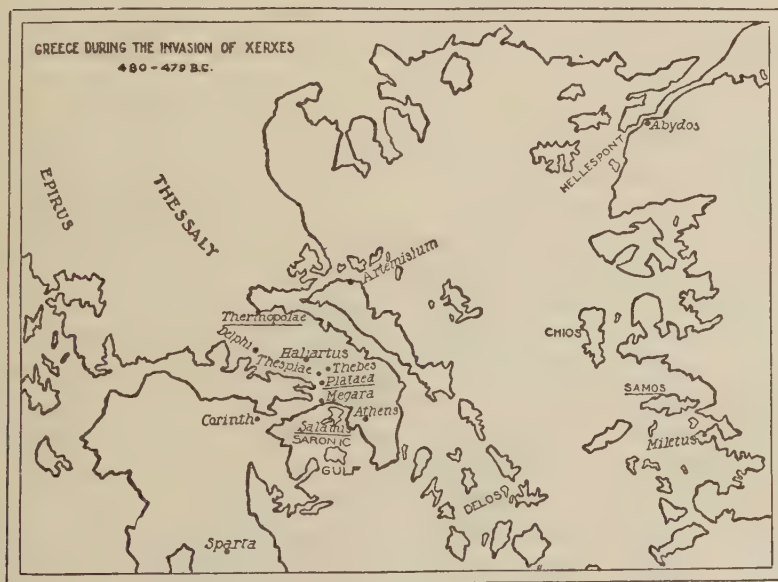 GREECE DURING THE INVASION OF XERXES
480-479 B.C.
EPIRUS
THESSALY
HELLESPONT
Abydos
Artemisium
Thermopolae
Delphi
Haliartus
Thespiae
Thebes
Plataea
Megara
Corinth
Athens
Salamis
SARONIC
GULF
Sparta
DELOS
CHIOS
SAMOS
Miletus